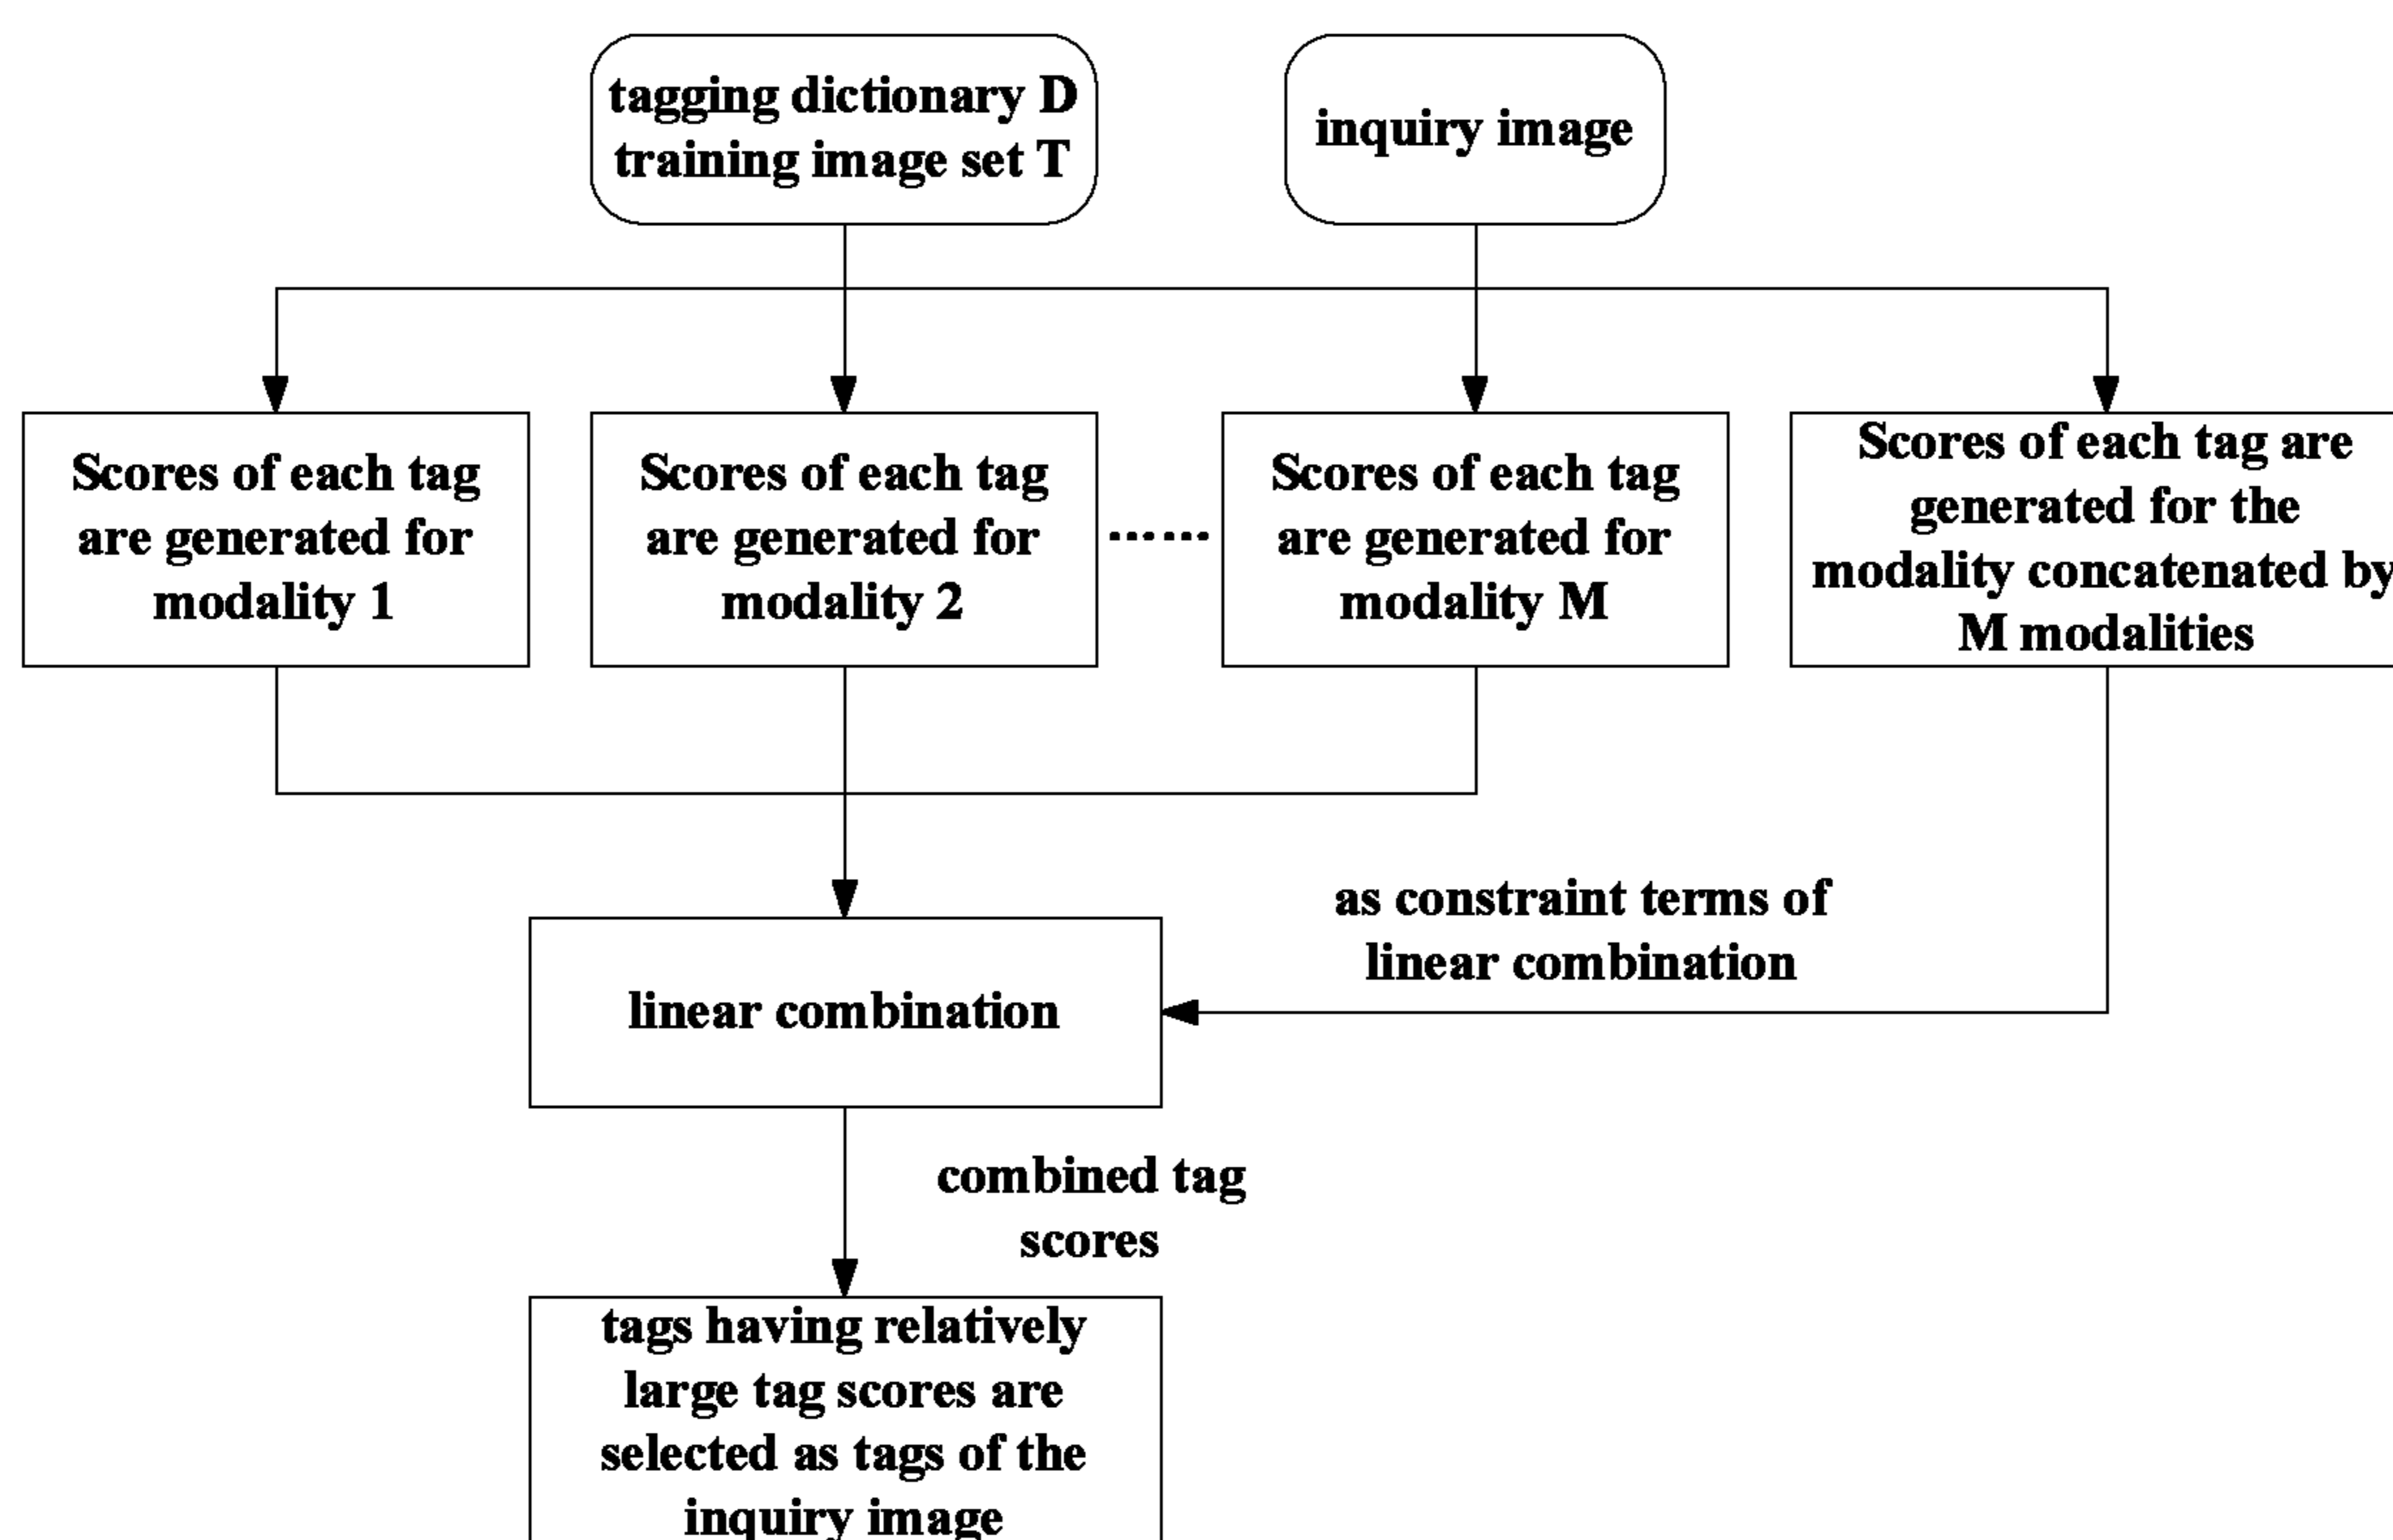 tagging dictionary D
training image set T
inquiry image
Scores of each tag
are generated for
modality 1
Scores of each tag
are generated for
modality 2
......
Scores of each tag
are generated for
modality M
Scores of each tag are
generated for the
modality concatenated by
M modalities
as constraint terms of
linear combination
linear combination
combined tag
scores
tags having relatively
large tag scores are
selected as tags of the
inquiry image